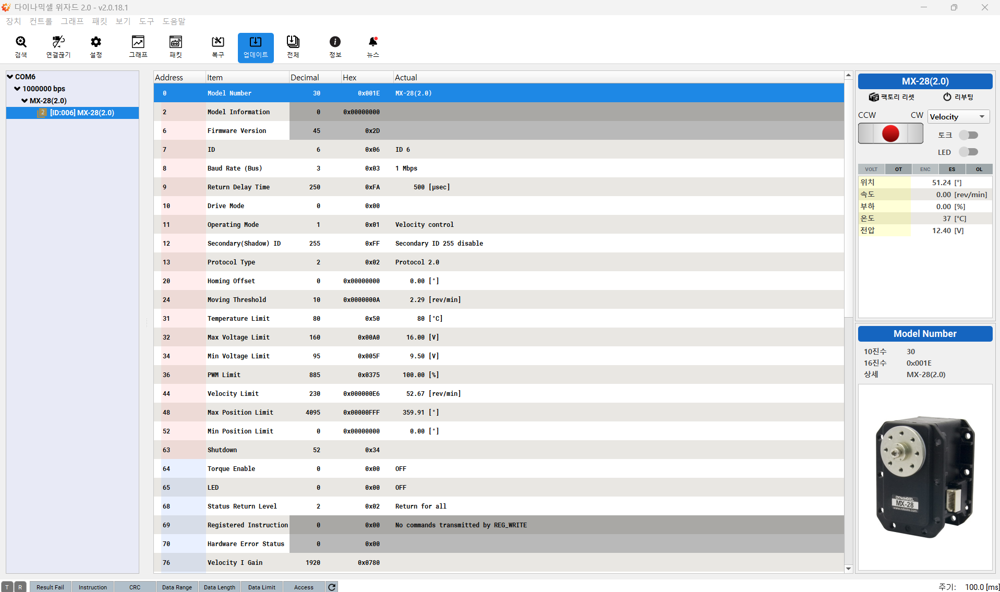 다이나믹셀 위자드 2.0 - v2.0.18.1
장치 컨트롤 그래프 패킷 보기 도구 도움말
검색 연결끊기 설정 그래프 패킷 복구 업데이트 전체 정보 뉴스
COM6
1000000 bps
MX-28(2.0)
2 [ID:006] MX-28(2.0)
Address Item Decimal Hex Actual
0 Model Number 30 0x001E MX-28(2.0)
2 Model Information 0 0x00000000
6 Firmware Version 45 0x2D
7 ID 6 0x06 ID 6
8 Baud Rate (Bus) 3 0x03 1 Mbps
9 Return Delay Time 250 0xFA 500 [μsec]
10 Drive Mode 0 0x00
11 Operating Mode 1 0x01 Velocity control
12 Secondary(Shadow) ID 255 0xFF Secondary ID 255 disable
13 Protocol Type 2 0x02 Protocol 2.0
20 Homing Offset 0 0x00000000 0.00 [°]
24 Moving Threshold 10 0x0000000A 2.29 [rev/min]
31 Temperature Limit 80 0x50 80 [°C]
32 Max Voltage Limit 160 0x00A0 16.00 [V]
34 Min Voltage Limit 95 0x005F 9.50 [V]
36 PWM Limit 885 0x0375 100.00 [%]
44 Velocity Limit 230 0x000000E6 52.67 [rev/min]
48 Max Position Limit 4095 0x00000FFF 359.91 [°]
52 Min Position Limit 0 0x00000000 0.00 [°]
63 Shutdown 52 0x34
64 Torque Enable 0 0x00 OFF
65 LED 0 0x00 OFF
68 Status Return Level 2 0x02 Return for all
69 Registered Instruction 0 0x00 No commands transmitted by REG_WRITE
70 Hardware Error Status 0 0x00
76 Velocity I Gain 1920 0x0780
MX-28(2.0)
팩토리 리셋 리부팅
CCW CW Velocity
토크
LED
VOLT OT ENC ES OL
위치 51.24 [°]
속도 0.00 [rev/min]
부하 0.00 [%]
온도 37 [°C]
전압 12.40 [V]
Model Number
10진수 30
16진수 0x001E
상세 MX-28(2.0)
DYNAMIXEL
MX-28
www.robotis.com
T R Result Fail Instruction CRC Data Range Data Length Data Limit Access 주기: 100.0 [ms]